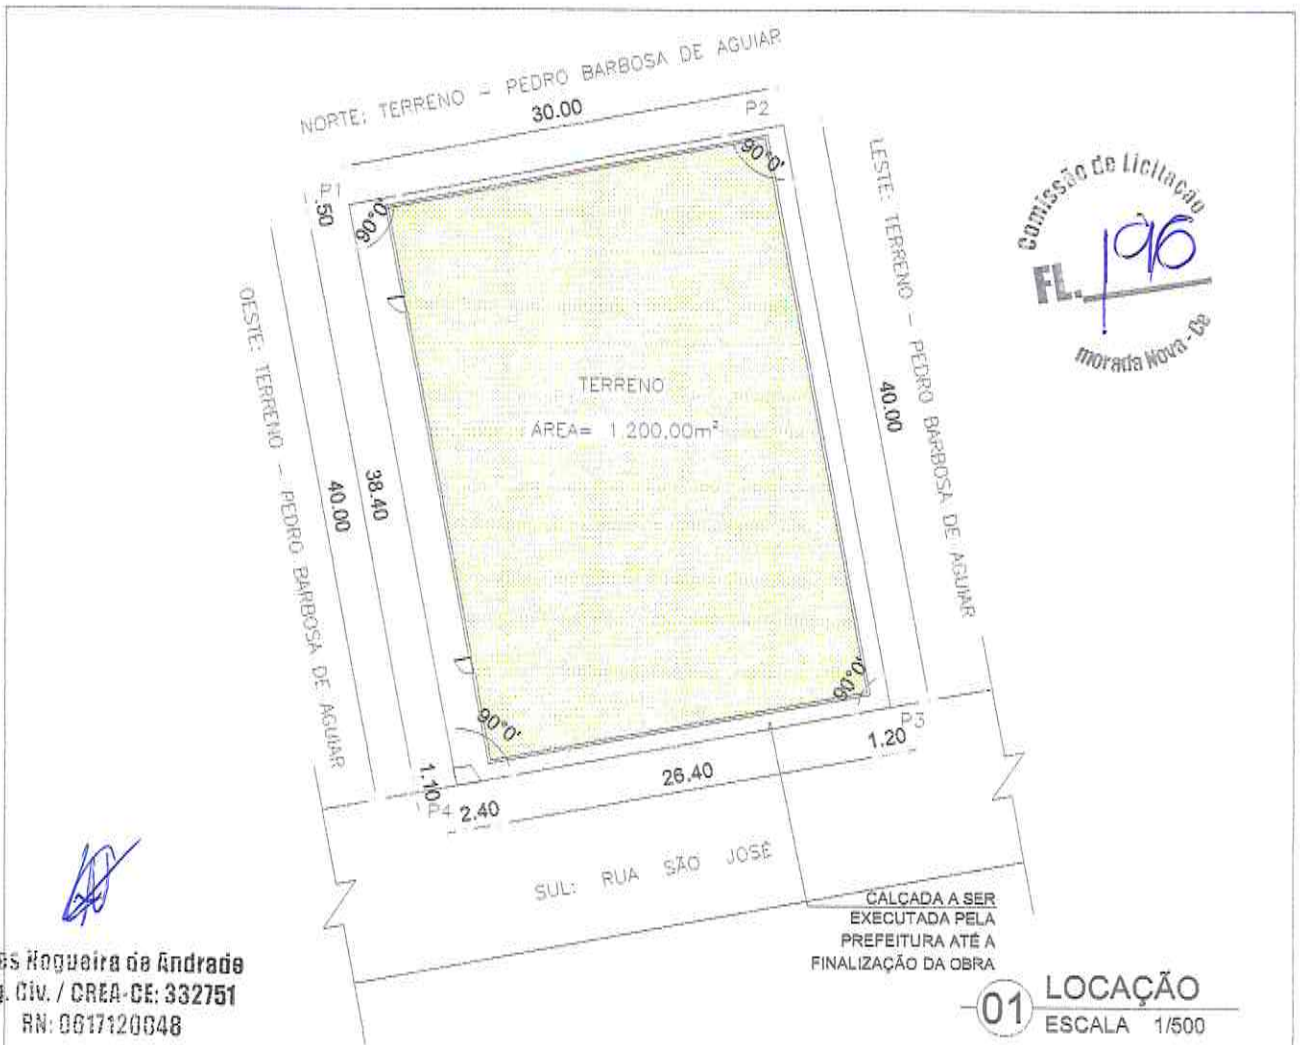 NORTE: TERRENO - PEDRO BARBOSA DE AGUIAR
30.00
P1
P2
.50
90°0'
90°0'
LESTE: TERRENO - PEDRO BARBOSA DE AGUIAR
40.00
OESTE: TERRENO - PEDRO BARBOSA DE AGUIAR
40.00
38.40
TERRENO
ÁREA= 1.200,00m²
90°0'
90°0'
1.10
P4
2.40
26.40
1.20
P3
SUL: RUA SÃO JOSÉ
CALÇADA A SER
EXECUTADA PELA
PREFEITURA ATÉ A
FINALIZAÇÃO DA OBRA
01 LOCAÇÃO
ESCALA 1/500
Comissão de Licitação
FL. 196
morada Nova-Ce
Nogueira de Andrade
Civ. / CREA-CE: 332751
RN: 0617120048